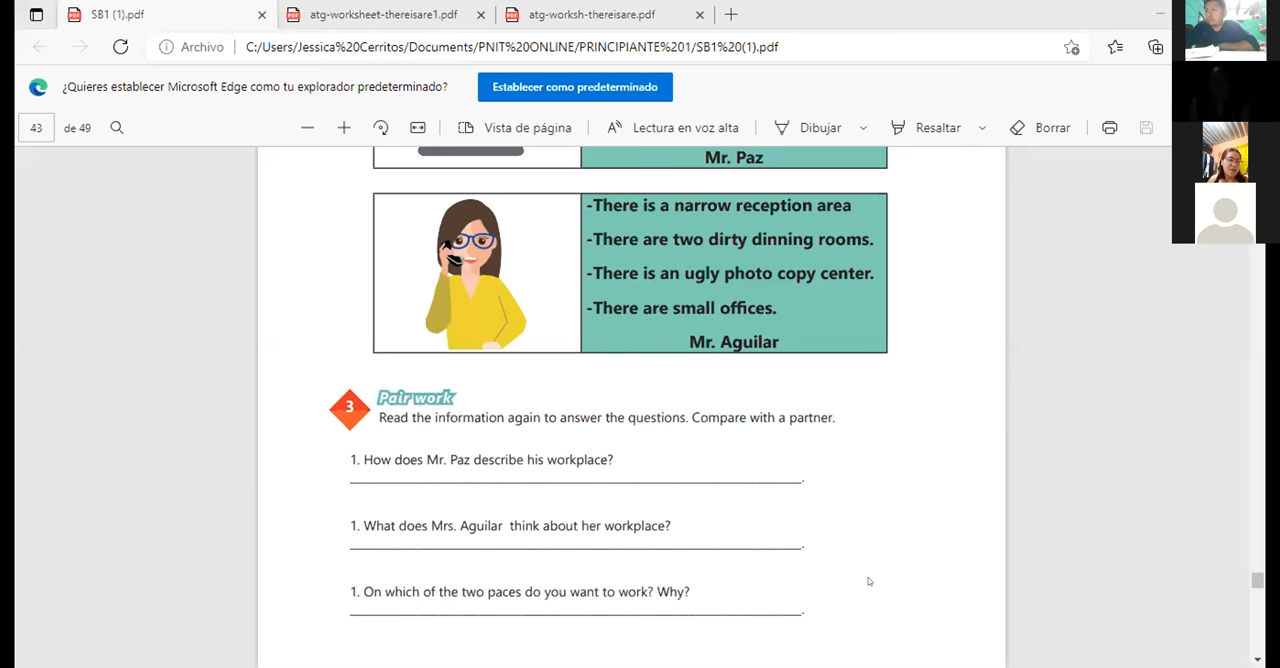 SB1 (1).pdf
atg-worksheet-thereisare1.pdf
atg-worksh-thereisare.pdf
Archivo
C:/Users/Jessica%20Cerritos/Documents/PNIT%20ONLINE/PRINCIPIANTE%201/SB1%20(1).pdf
¿Quieres establecer Microsoft Edge como tu explorador predeterminado?
Establecer como predeterminado
43 de 49
Vista de página
Lectura en voz alta
Dibujar
Resaltar
Borrar
Mr. Paz
-There is a narrow reception area
-There are two dirty dinning rooms.
-There is an ugly photo copy center.
-There are small offices.
Mr. Aguilar
3
Pair work
Read the information again to answer the questions. Compare with a partner.
1. How does Mr. Paz describe his workplace?
1. What does Mrs. Aguilar think about her workplace?
1. On which of the two paces do you want to work? Why?